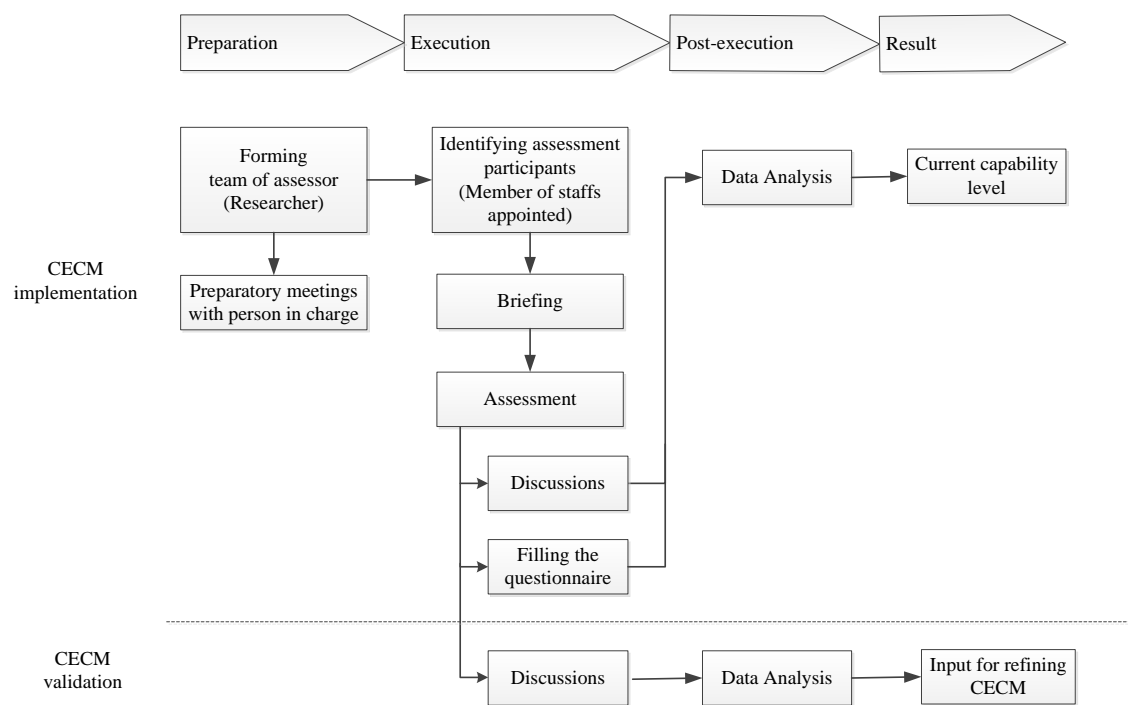 Preparation
Execution
Post-execution
Result
Forming
team of assessor
(Researcher)
Identifying assessment
participants
(Member of staffs
appointed)
Data Analysis
Current capability
level
CECM
implementation
Preparatory meetings
with person in charge
Briefing
Assessment
Discussions
Filling the
questionnaire
CECM
validation
Discussions
Data Analysis
Input for refining
CECM